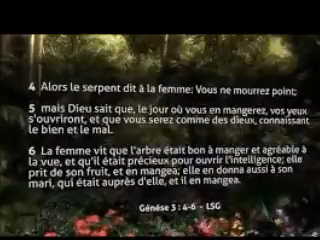 4 Alors le serpent dit à la femme: Vous ne mourrez point;
5 mais Dieu sait que, le jour où vous en mangerez, vos yeux
s'ouvriront, et que vous serez comme des dieux, connaissant
le bien et le mal.
6 La femme vit que l'arbre était bon à manger et agréable à
la vue, et qu'il était précieux pour ouvrir l'intelligence; elle
prit de son fruit, et en mangea; elle en donna aussi à son
mari, qui était auprès d'elle, et il en mangea.
Génèse 3 : 4-6 - LSG